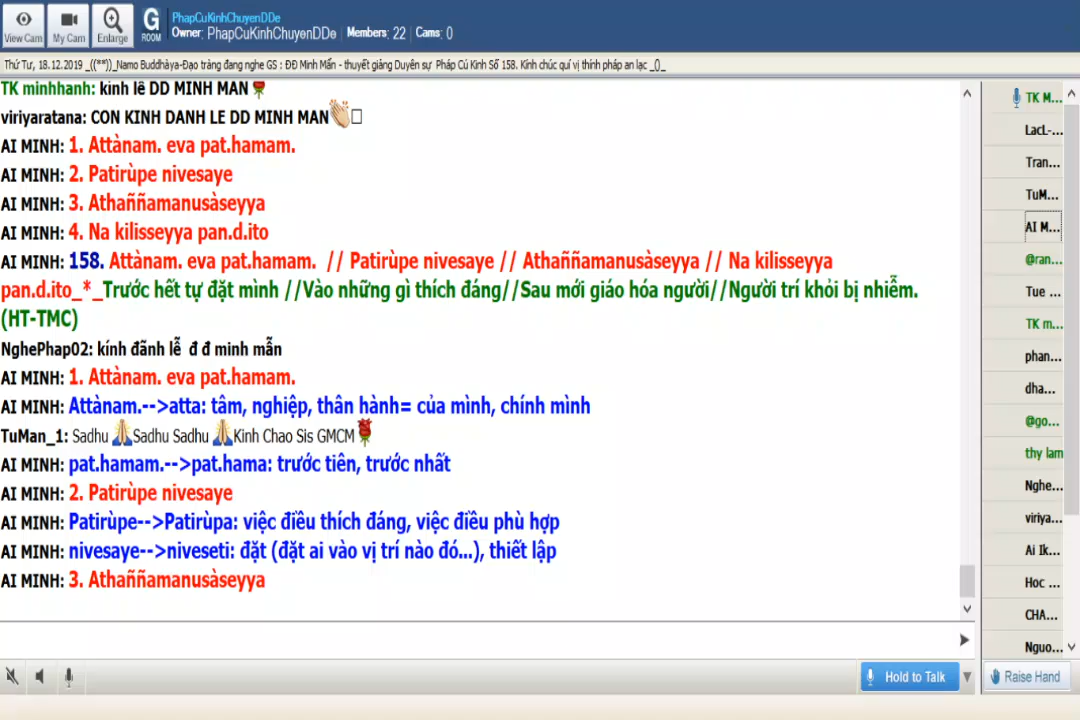 View Cam
My Cam
Enlarge
G
ROOM
PhapCuKinhChuyenDDe
Owner: PhapCuKinhChuyenDDe Members: 22 Cams: 0
Thứ Tư, 18.12.2019 _((**))_Namo Buddhàya-Đạo tràng đang nghe GS : ĐĐ Minh Mẫn - thuyết giảng Duyên sự Pháp Cú Kinh Số 158. Kính chúc quí vị thính pháp an lạc _()_
TK minhhanh: kinh lê DD MINH MAN
viriyaratana: CON KINH DANH LE DD MINH MAN
AI MINH: 1. Attànam. eva pat.hamam.
AI MINH: 2. Patirùpe nivesaye
AI MINH: 3. Athaññamanusàseyya
AI MINH: 4. Na kilisseyya pan.d.ito
AI MINH: 158. Attànam. eva pat.hamam. // Patirùpe nivesaye // Athaññamanusàseyya // Na kilisseyya
pan.d.ito_*_Trước hết tự đặt mình //Vào những gì thích đáng//Sau mới giáo hóa người//Người trí khỏi bị nhiễm.
(HT-TMC)
NghePhap02: kính đãnh lễ đ đ minh mẫn
AI MINH: 1. Attànam. eva pat.hamam.
AI MINH: Attànam.-->atta: tâm, nghiệp, thân hành= của mình, chính mình
TuMan_1: Sadhu Sadhu Sadhu Kinh Chao Sis GMCM
AI MINH: pat.hamam.-->pat.hama: trước tiên, trước nhất
AI MINH: 2. Patirùpe nivesaye
AI MINH: Patirùpe-->Patirùpa: việc điều thích đáng, việc điều phù hợp
AI MINH: nivesaye-->niveseti: đặt (đặt ai vào vị trí nào đó...), thiết lập
AI MINH: 3. Athaññamanusàseyya
TK M...
LacL-...
Tran...
TuM...
AI M...
@ran...
Tue ...
TK m...
phan...
dha...
@go...
thy lam
Nghe...
viriya...
Ai Ik...
Hoc ...
CHA...
Nguo...
Hold to Talk
Raise Hand